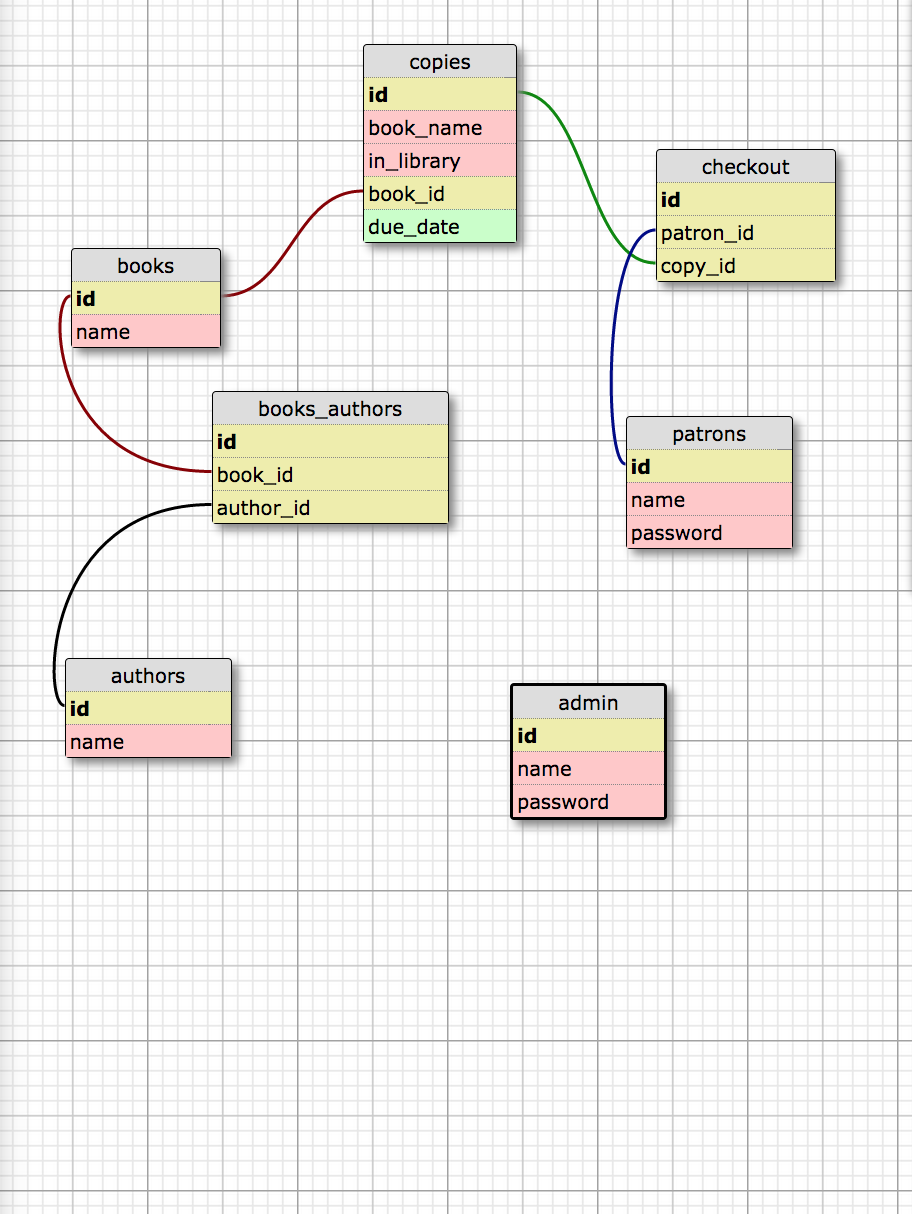 copies
id
book_name
in_library
book_id
due_date
checkout
id
patron_id
copy_id
books
id
name
books_authors
id
book_id
author_id
patrons
id
name
password
authors
id
name
admin
id
name
password